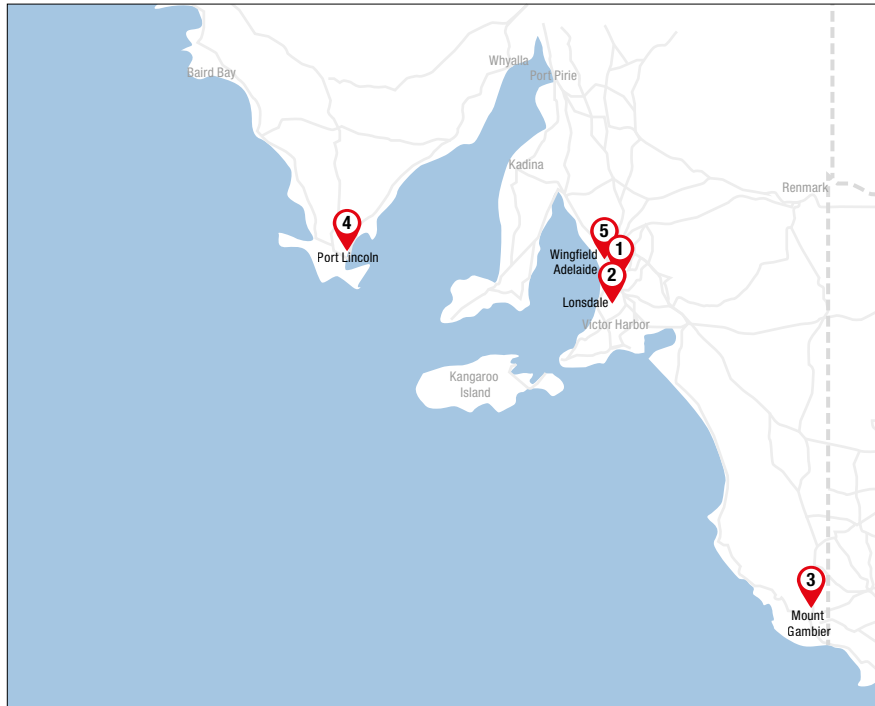 Whyalla
Baird Bay
Port Pirie
Kadina
Renmark
4
Port Lincoln
5
1
Wingfield
Adelaide
2
Lonsdale
Victor Harbor
Kangaroo
Island
3
Mount
Gambier